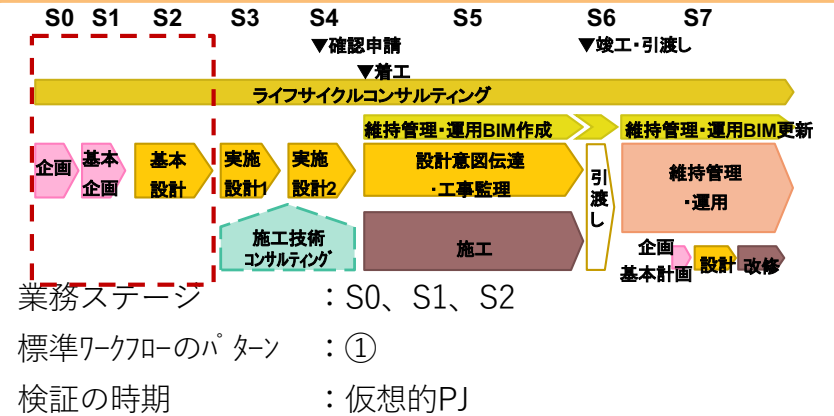 S0 S1 S2 S3 S4 S5 S6 S7
▼確認申請 ▼竣工・引渡し
▼着工
ライフサイクルコンサルティング
維持管理・運用BIM作成 維持管理・運用BIM更新
企画
基本
企画
基本
設計
実施
設計1
実施
設計2
設計意図伝達
・工事監理
引
渡
し
維持管理
・運用
施工技術
コンサルティング
施工
企画
基本計画
設計
改修
業務ステージ :S0、S1、S2
標準ワークフローのパターン :①
検証の時期 :仮想的PJ